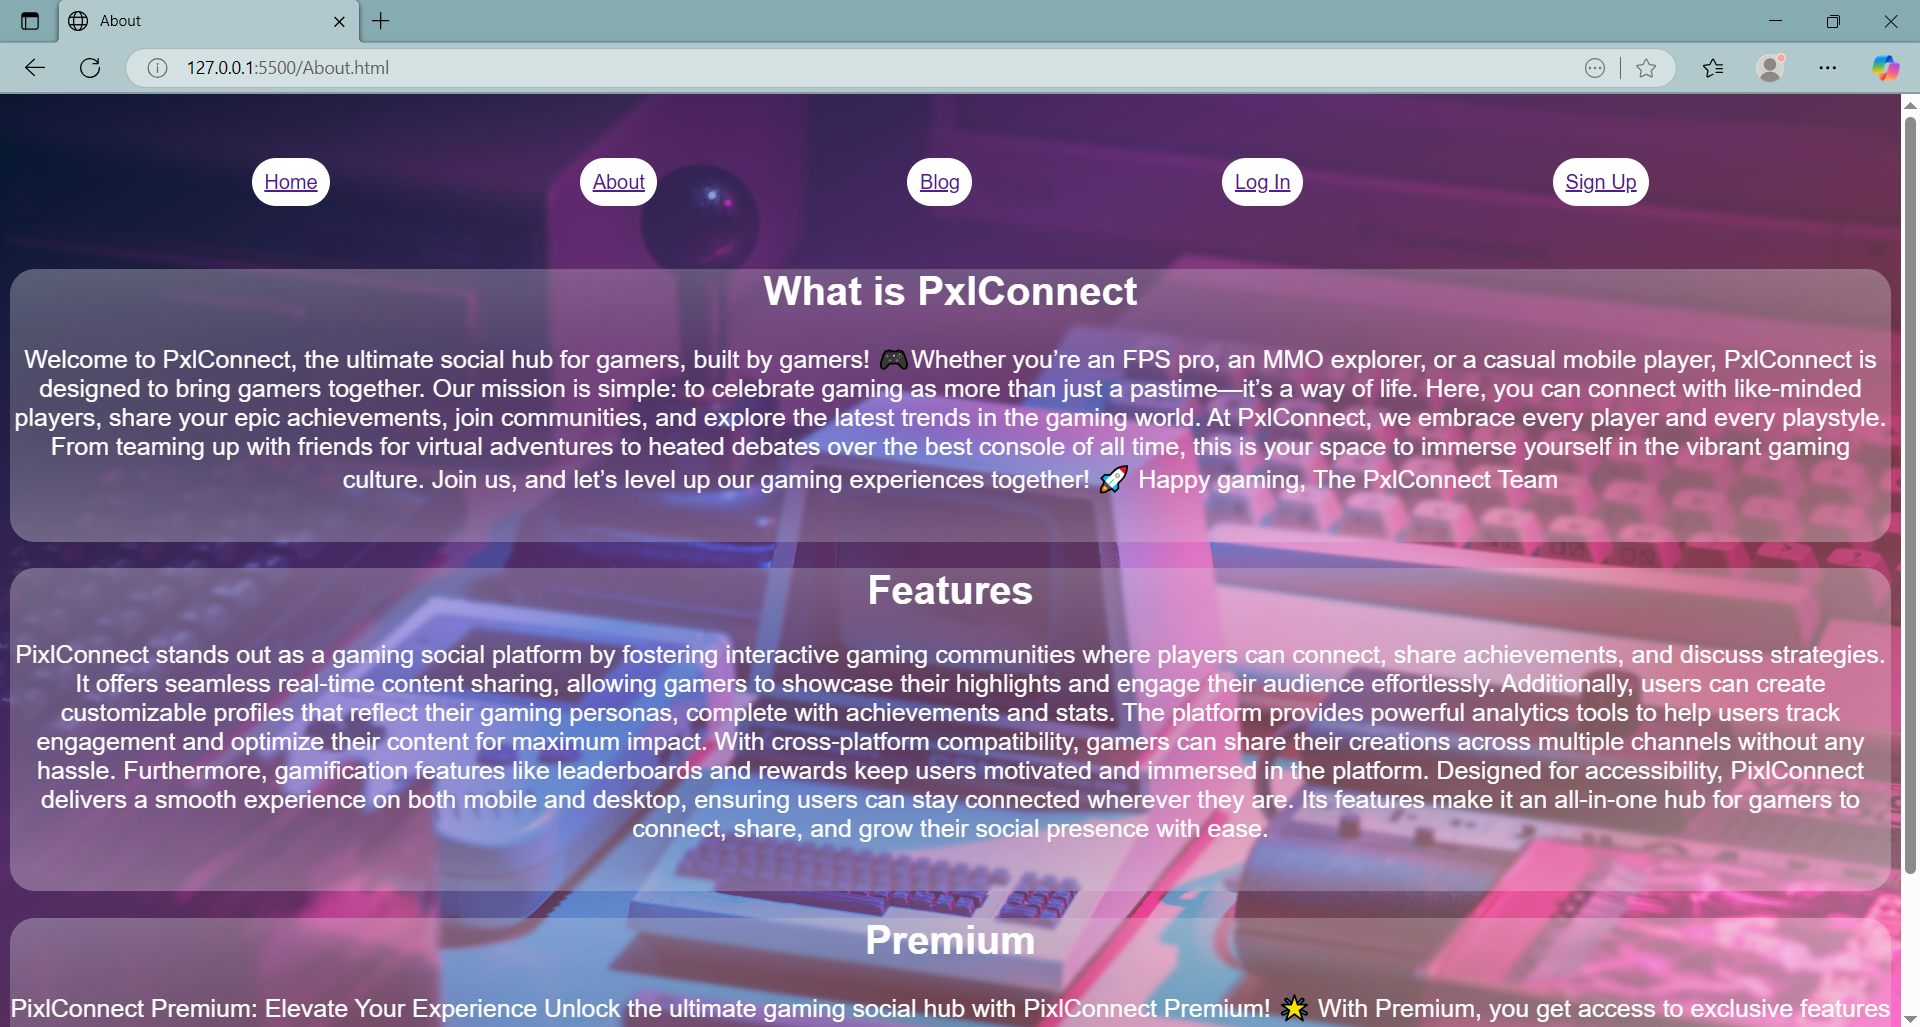 About
127.0.0.1:5500/About.html
Home
About
Blog
Log In
Sign Up
What is PxlConnect
Welcome to PxlConnect, the ultimate social hub for gamers, built by gamers! 🎮Whether you’re an FPS pro, an MMO explorer, or a casual mobile player, PxlConnect is
designed to bring gamers together. Our mission is simple: to celebrate gaming as more than just a pastime—it’s a way of life. Here, you can connect with like-minded
players, share your epic achievements, join communities, and explore the latest trends in the gaming world. At PxlConnect, we embrace every player and every playstyle.
From teaming up with friends for virtual adventures to heated debates over the best console of all time, this is your space to immerse yourself in the vibrant gaming
culture. Join us, and let’s level up our gaming experiences together! 🚀 Happy gaming, The PxlConnect Team
Features
PixlConnect stands out as a gaming social platform by fostering interactive gaming communities where players can connect, share achievements, and discuss strategies.
It offers seamless real-time content sharing, allowing gamers to showcase their highlights and engage their audience effortlessly. Additionally, users can create
customizable profiles that reflect their gaming personas, complete with achievements and stats. The platform provides powerful analytics tools to help users track
engagement and optimize their content for maximum impact. With cross-platform compatibility, gamers can share their creations across multiple channels without any
hassle. Furthermore, gamification features like leaderboards and rewards keep users motivated and immersed in the platform. Designed for accessibility, PixlConnect
delivers a smooth experience on both mobile and desktop, ensuring users can stay connected wherever they are. Its features make it an all-in-one hub for gamers to
connect, share, and grow their social presence with ease.
Premium
PixlConnect Premium: Elevate Your Experience Unlock the ultimate gaming social hub with PixlConnect Premium! 🌟 With Premium, you get access to exclusive features